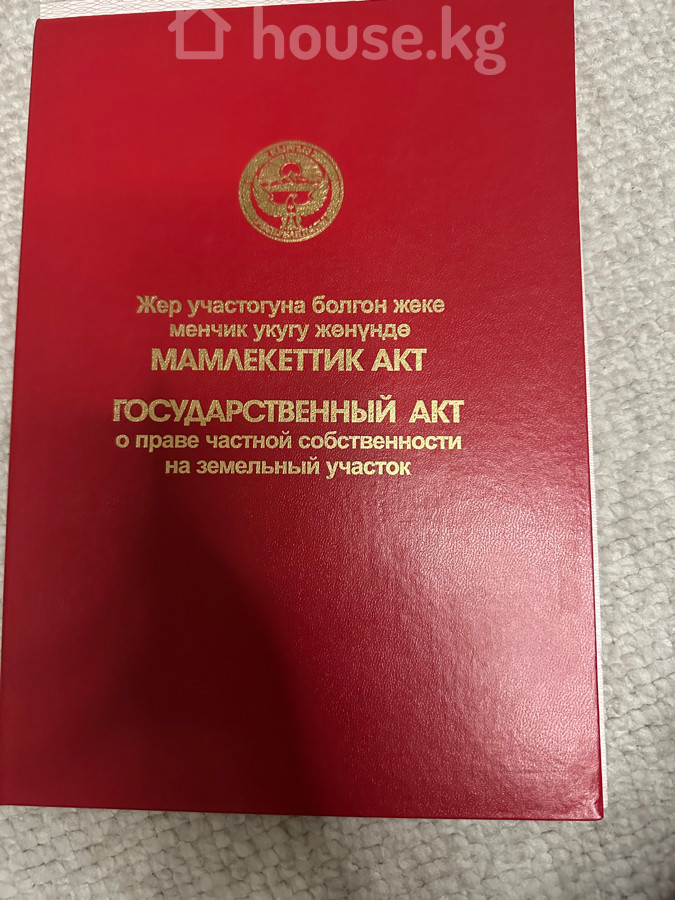 house.kg
Жер участогуна болгон жеке
менчик укугу жөнүндө
МАМЛЕКЕТТИК АКТ
ГОСУДАРСТВЕННЫЙ АКТ
о праве частной собственности
на земельный участок